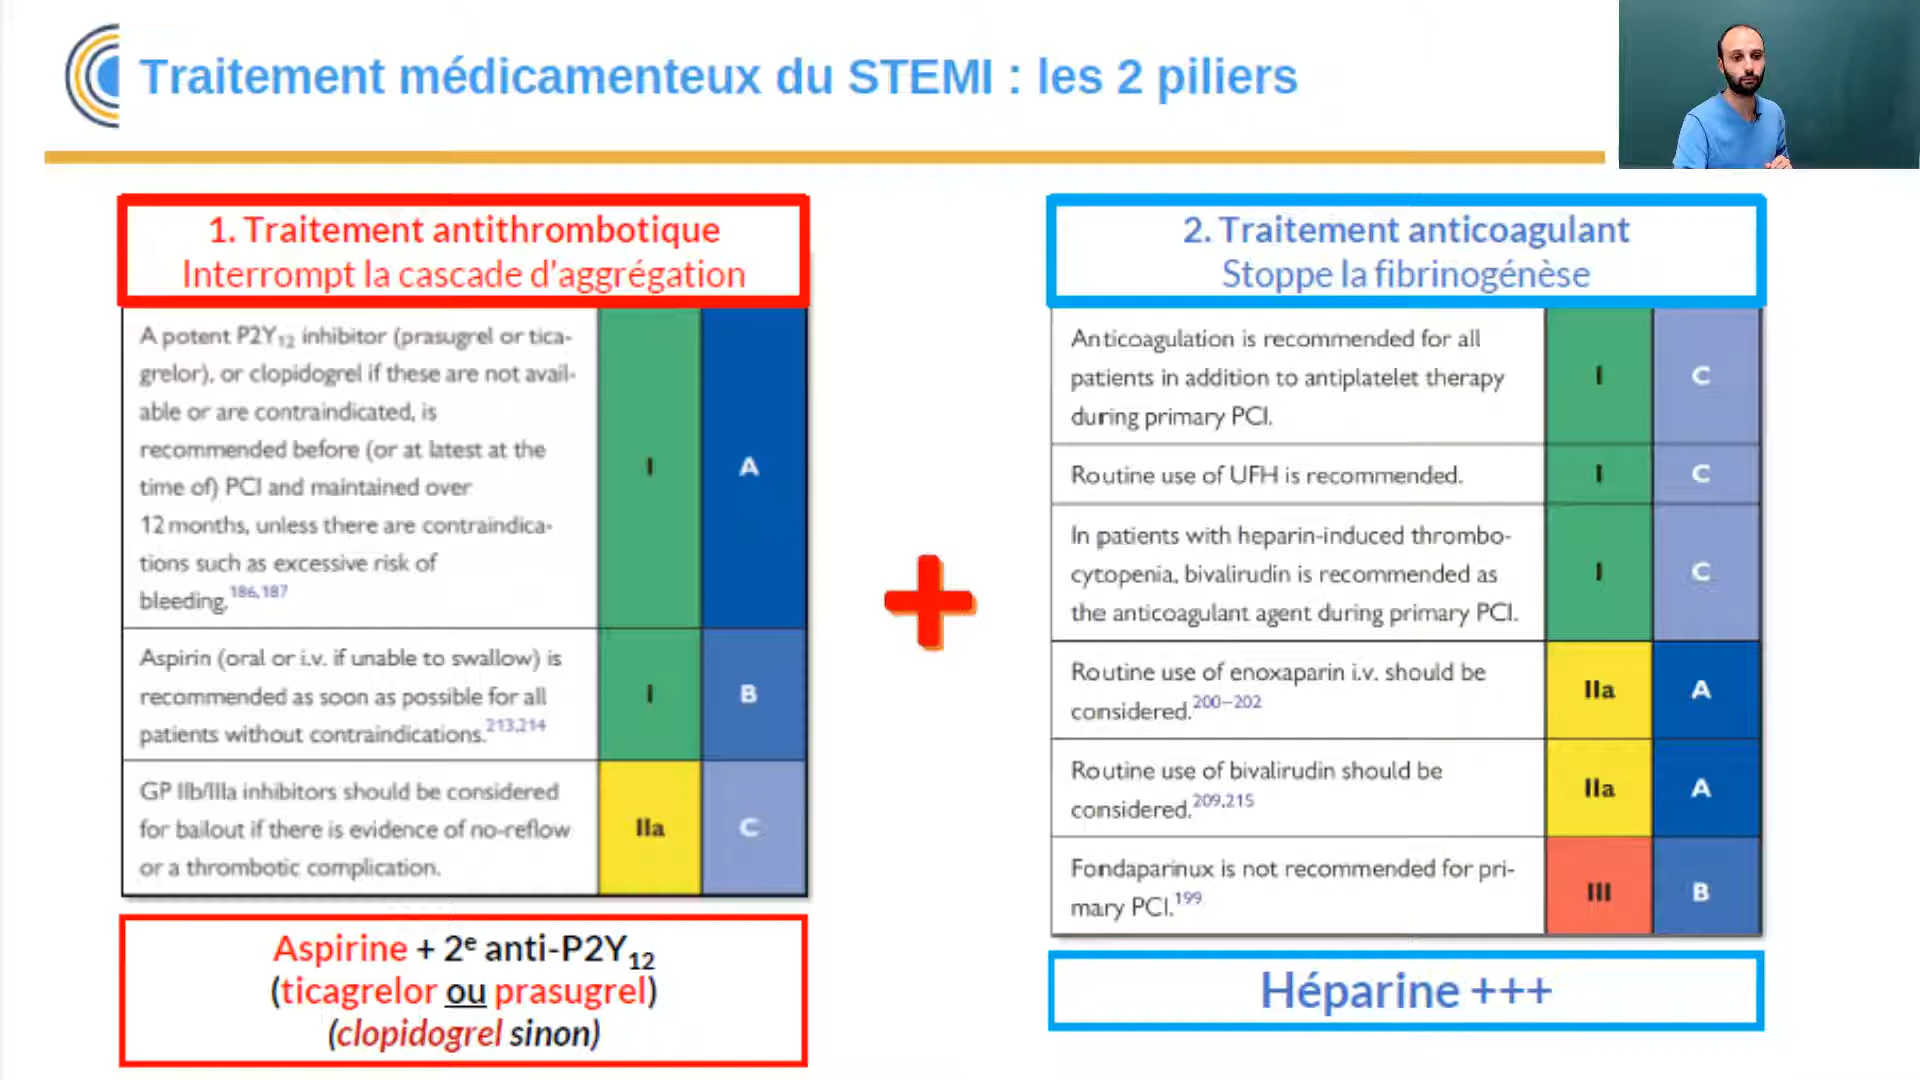 Traitement médicamenteux du STEMI : les 2 piliers
1. Traitement antithrombotique
Interrompt la cascade d'aggrégation
A potent P2Y12 inhibitor (prasugrel or tica-
grelor), or clopidogrel if these are not avail-
able or are contraindicated, is
recommended before (or at latest at the
time of) PCI and maintained over
12 months, unless there are contraindica-
tions such as excessive risk of
bleeding.186,187
I
A
Aspirin (oral or i.v. if unable to swallow) is
recommended as soon as possible for all
patients without contraindications.213,214
I
B
GP IIb/IIIa inhibitors should be considered
for bailout if there is evidence of no-reflow
or a thrombotic complication.
IIa
C
Aspirine + 2e anti-P2Y12
(ticagrelor ou prasugrel)
(clopidogrel sinon)
+
2. Traitement anticoagulant
Stoppe la fibrinogénèse
Anticoagulation is recommended for all
patients in addition to antiplatelet therapy
during primary PCI.
I
C
Routine use of UFH is recommended.
I
C
In patients with heparin-induced thrombo-
cytopenia, bivalirudin is recommended as
the anticoagulant agent during primary PCI.
I
C
Routine use of enoxaparin i.v. should be
considered.200–202
IIa
A
Routine use of bivalirudin should be
considered.209,215
IIa
A
Fondaparinux is not recommended for pri-
mary PCI.199
III
B
Héparine +++